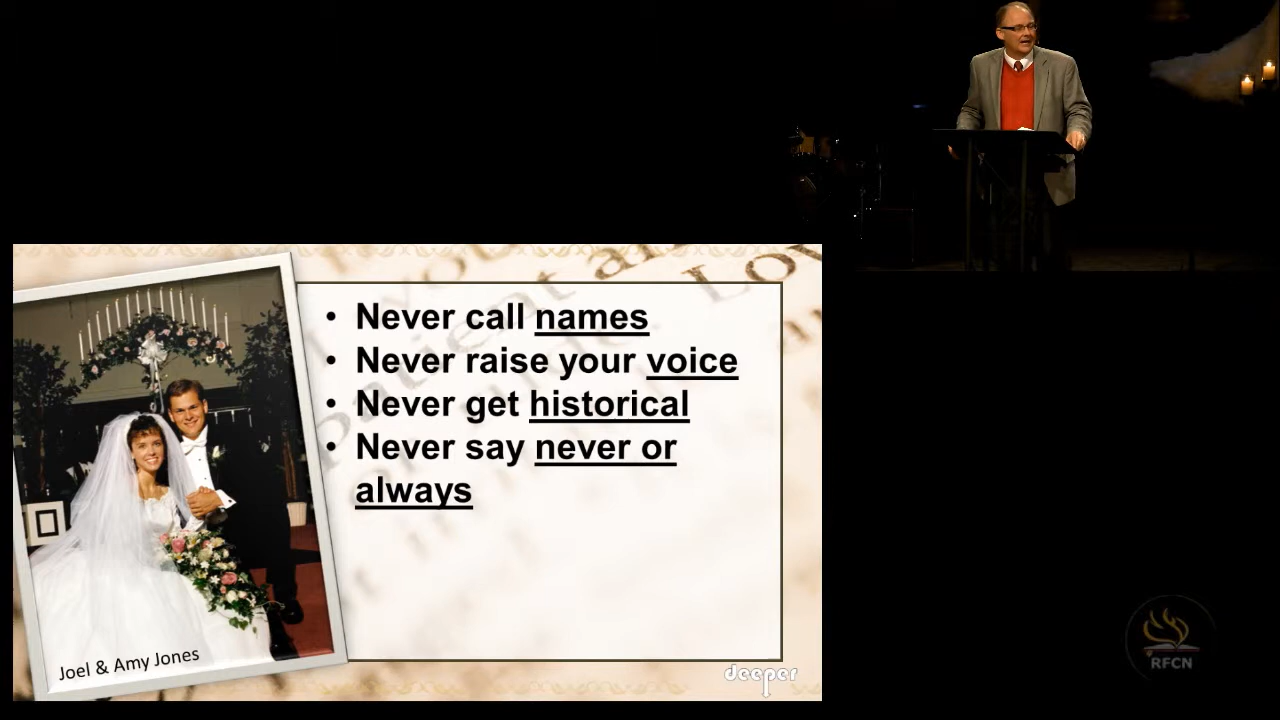 • Never call names
• Never raise your voice
• Never get historical
• Never say never or
always
Joel & Amy Jones
deeper
RFCN